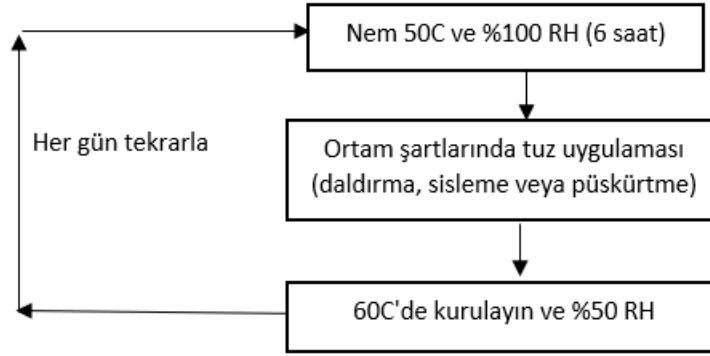 Nem 50C ve %100 RH (6 saat)
Her gün tekrarla
Ortam şartlarında tuz uygulaması
(daldırma, sisleme veya püskürtme)
60C'de kurulayın ve %50 RH